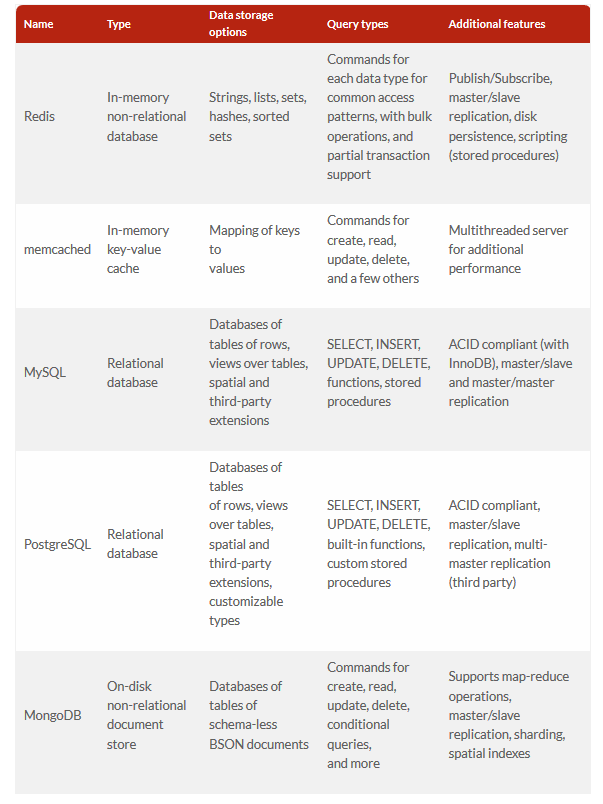 Name
Type
Data storage
options
Query types
Additional features
Redis
In-memory
non-relational
database
Strings, lists, sets,
hashes, sorted
sets
Commands for
each data type for
common access
patterns, with bulk
operations, and
partial transaction
support
Publish/Subscribe,
master/slave
replication, disk
persistence, scripting
(stored procedures)
memcached
In-memory
key-value
cache
Mapping of keys
to
values
Commands for
create, read,
update, delete,
and a few others
Multithreaded server
for additional
performance
MySQL
Relational
database
Databases of
tables of rows,
views over tables,
spatial and
third-party
extensions
SELECT, INSERT,
UPDATE, DELETE,
functions, stored
procedures
ACID compliant (with
InnoDB), master/slave
and master/master
replication
PostgreSQL
Relational
database
Databases of
tables
of rows, views
over tables,
spatial and
third-party
extensions,
customizable
types
SELECT, INSERT,
UPDATE, DELETE,
built-in functions,
custom stored
procedures
ACID compliant,
master/slave
replication, multi-
master replication
(third party)
MongoDB
On-disk
non-relational
document
store
Databases of
tables of
schema-less
BSON documents
Commands for
create, read,
update, delete,
conditional
queries,
and more
Supports map-reduce
operations,
master/slave
replication, sharding,
spatial indexes